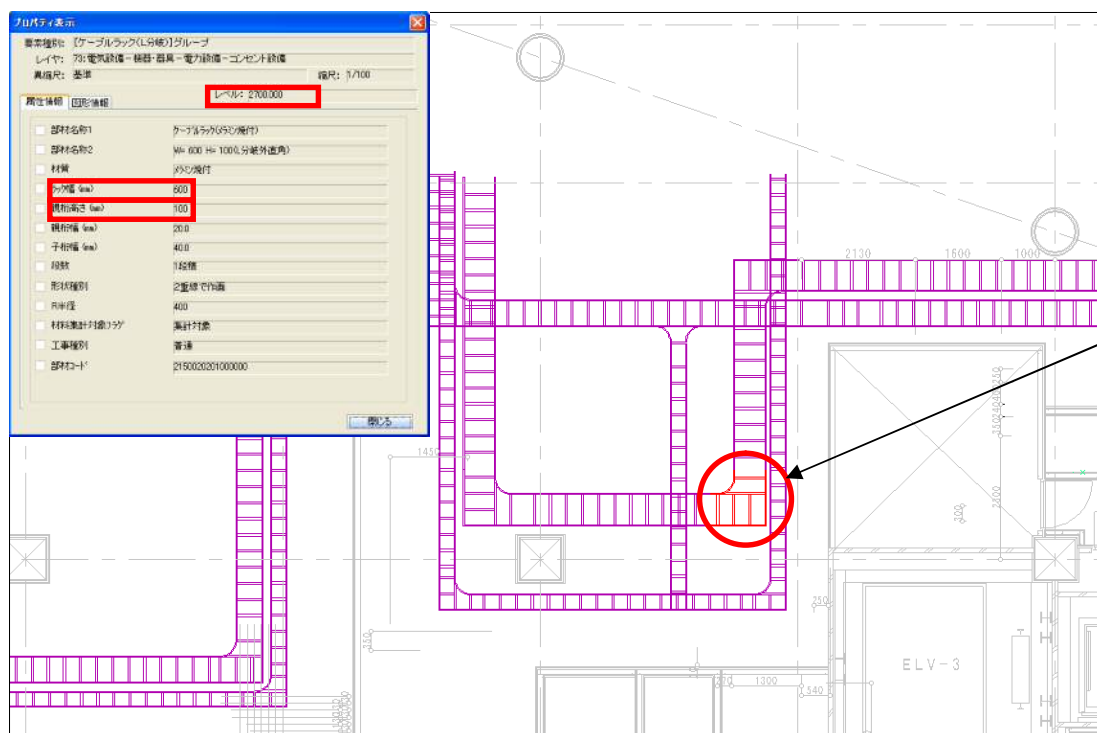 プロパティ表示
要素種別: [ケーブルラック(L分岐)]グループ
レイヤ: 73:電気設備-機器・器具-電力設備-コンセント設備
異縮尺: 基準 縮尺: 1/100
レベル: 2700.000
属性情報 図形情報
部材名称1 ケーブルラック(メラミン焼付)
部材名称2 W= 600 H= 100(L分岐外直角)
材質 メラミン焼付
ラック幅 (mm) 600
親桁高さ (mm) 100
親桁幅 (mm) 20.0
子桁幅 (mm) 40.0
段数 1段積
形状種別 2重線で作画
R半径 400
材料集計対象フラグ 集計対象
工事種別 普通
部材コード 2150020201000000
閉じる
2130 1600 1000
250
240
240
350
1450
2800
300
250
350
ELV-3
1300
540